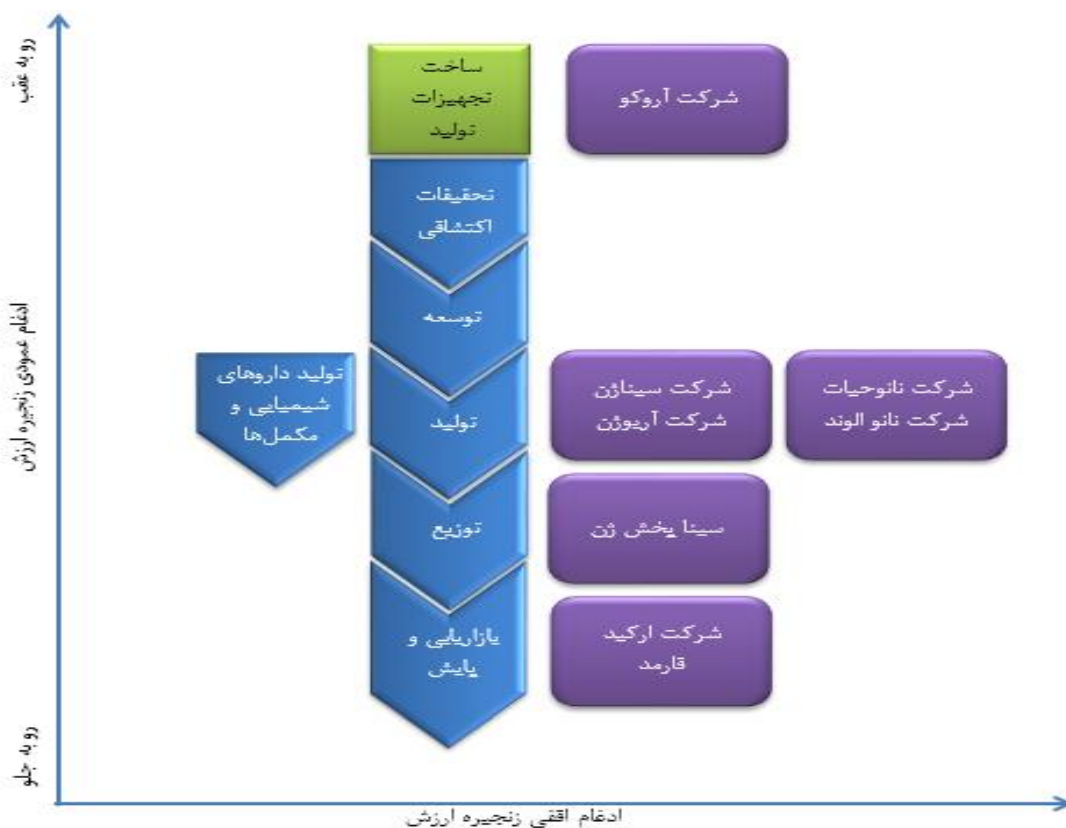 رو به عقب
ادغام عمودی زنجیره ارزش
رو به جلو
ساخت
تجهیزات
تولید
شرکت آروکو
تحقیقات
اکتشافی
توسعه
تولید داروهای
شیمیایی و
مکمل‌ها
تولید
شرکت سیناژن
شرکت آریوژن
شرکت نانوحیات
شرکت نانو الوند
توزیع
سینا پخش ژن
بازاریابی و
پایش
شرکت ارکید
فارمد
ادغام افقی زنجیره ارزش